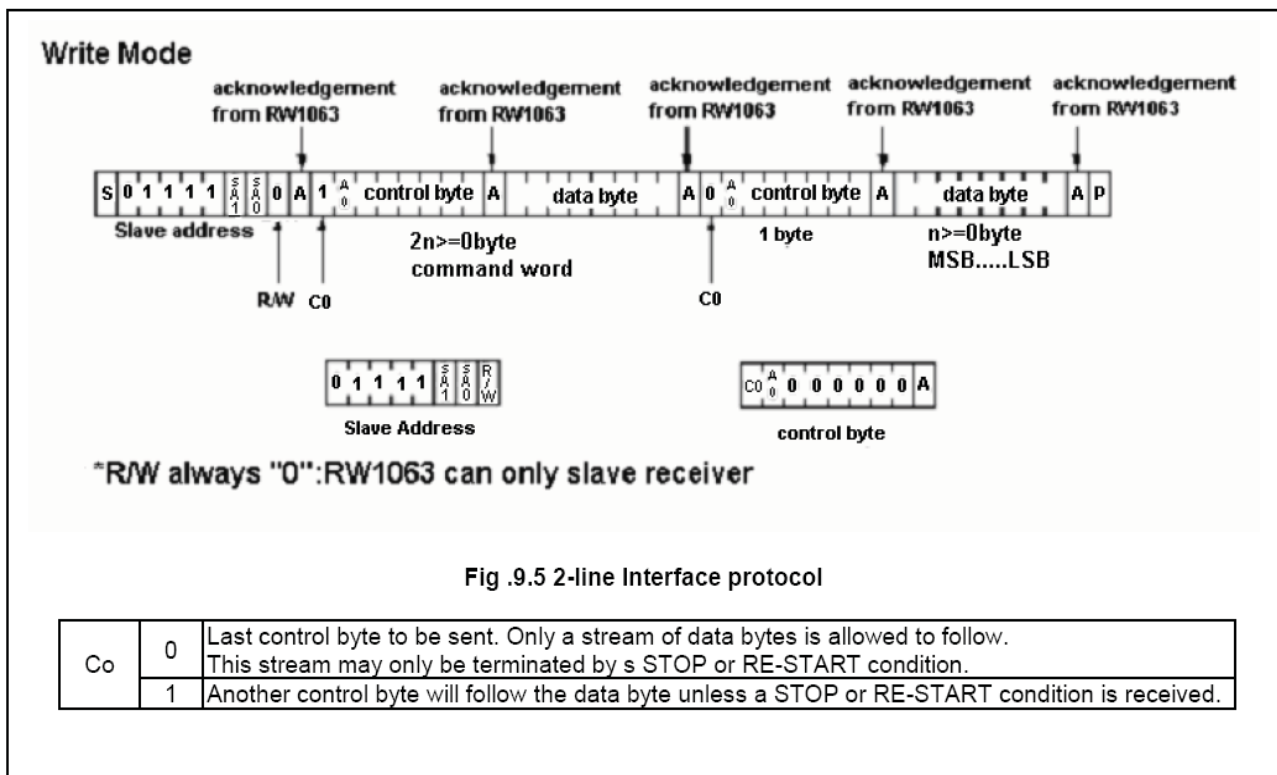 Write Mode
acknowledgement acknowledgement acknowledgement acknowledgement acknowledgement
from RW1063 from RW1063 from RW1063 from RW1063 from RW1063
S 0 1 1 1 1 SA1 SA0 0 A 1 A0 control byte A data byte A 0 A0 control byte A data byte A P
Slave address 1 byte n>=0byte
2n>=0byte MSB.....LSB
command word
R/W C0 C0
0 1 1 1 1 SA1 SA0 R/W C0 A0 0 0 0 0 0 0 A
Slave Address control byte
*R/W always "0":RW1063 can only slave receiver
Fig .9.5 2-line Interface protocol
Co 0 Last control byte to be sent. Only a stream of data bytes is allowed to follow.
This stream may only be terminated by s STOP or RE-START condition.
1 Another control byte will follow the data byte unless a STOP or RE-START condition is received.